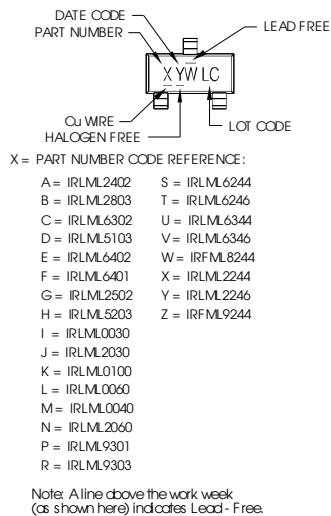 DATE CODE
PART NUMBER
LEAD FREE
X Y W LC
Cu WIRE
HALOGEN FREE
LOT CODE
X = PART NUMBER CODE REFERENCE:
A = IRLML2402 S = IRLML6244
B = IRLML2803 T = IRLML6246
C = IRLML6302 U = IRLML6344
D = IRLML5103 V = IRLML6346
E = IRLML6402 W = IRFML8244
F = IRLML6401 X = IRLML2244
G = IRLML2502 Y = IRLML2246
H = IRLML5203 Z = IRFML9244
I = IRLML0030
J = IRLML2030
K = IRLML0100
L = IRLML0060
M = IRLML0040
N = IRLML2060
P = IRLML9301
R = IRLML9303
Note: A line above the work week
(as shown here) indicates Lead - Free.